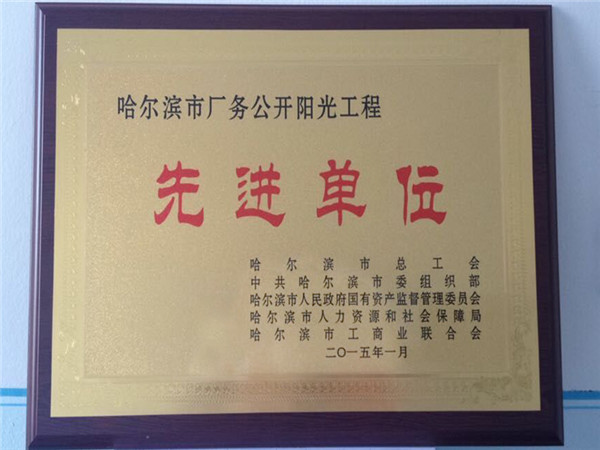 哈尔滨市厂务公开阳光工程
先进单位
哈尔滨市总工会
中共哈尔滨市委组织部
哈尔滨市人民政府国有资产监督管理委员会
哈尔滨市人力资源和社会保障局
哈尔滨市工商业联合会
二〇一五年一月